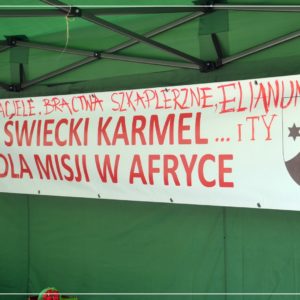 ACIELE. BRACTWA SZKAPLERZNE, ELIANUM
ŚWIECKI KARMEL ... i TY
DLA MISJI W AFRYCE